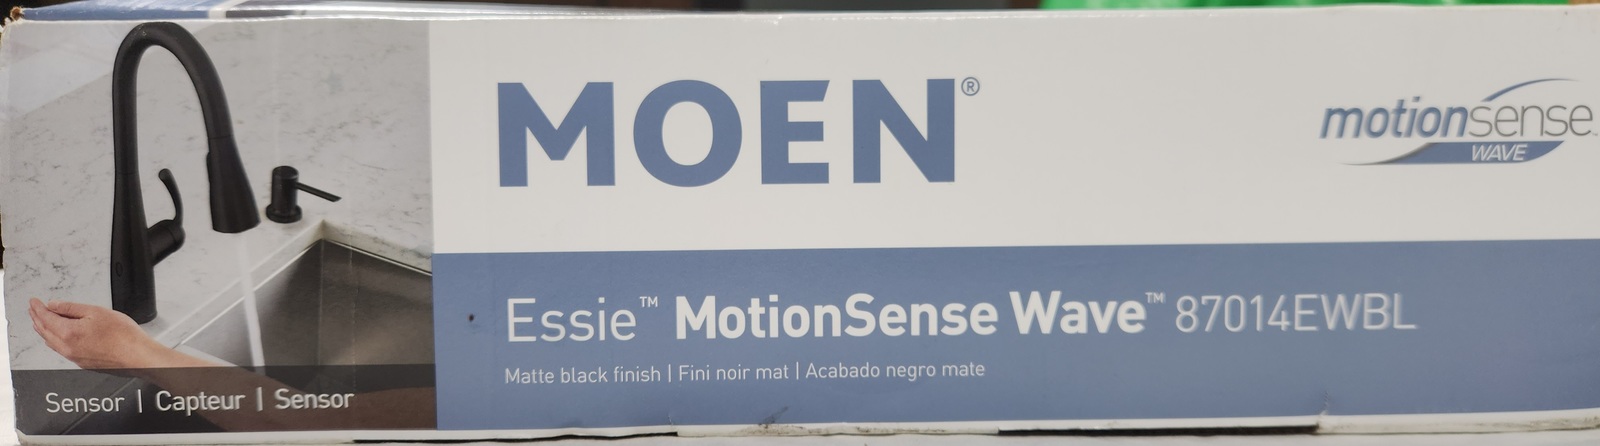 MOEN®
motionsense
WAVE
Essie™ MotionSense Wave™ 87014EWBL
Matte black finish | Fini noir mat | Acabado negro mate
Sensor | Capteur | Sensor